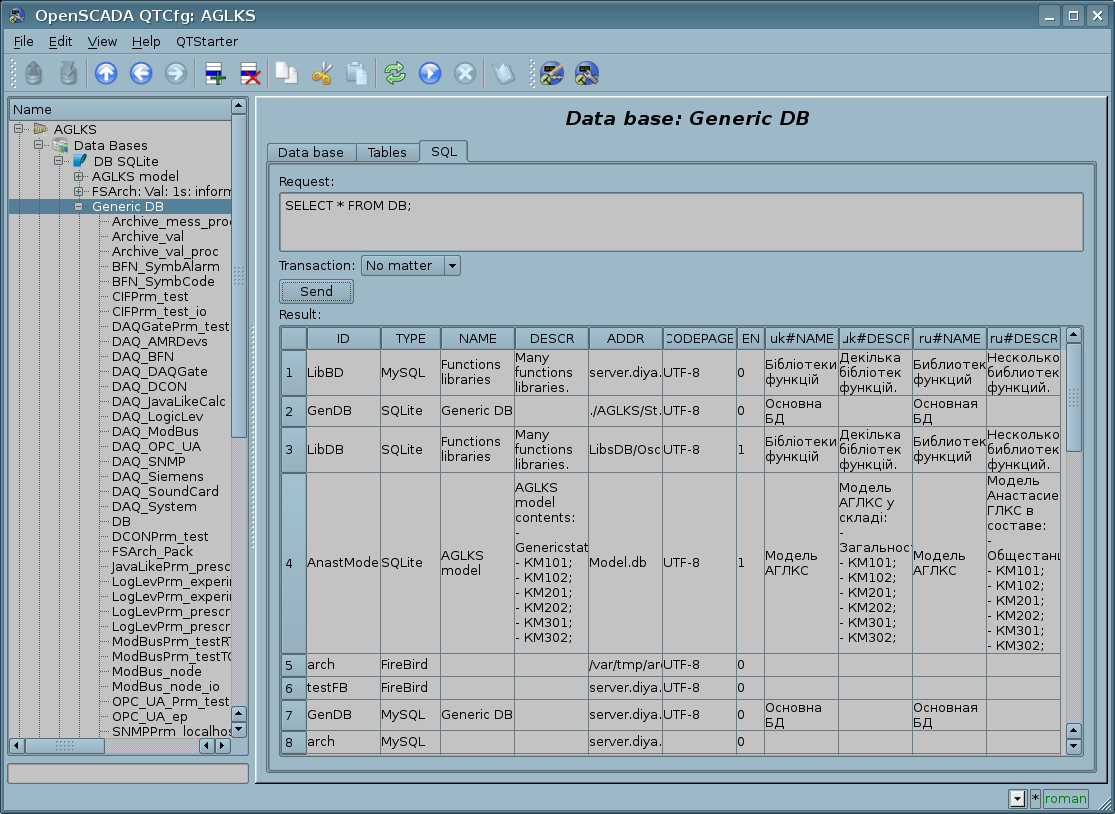 OpenSCADA QTCfg: AGLKS
File Edit View Help QTStarter
Name
AGLKS
Data Bases
DB SQLite
AGLKS model
FSArch: Val: 1s: inforn
Generic DB
Archive_mess_proc
Archive_val
Archive_val_proc
BFN_SymbAlarm
BFN_SymbCode
CIFPrm_test
CIFPrm_test_io
DAQGatePrm_test
DAQ_AMRDevs
DAQ_BFN
DAQ_DAQGate
DAQ_DCON
DAQ_JavaLikeCalc
DAQ_LogicLev
DAQ_ModBus
DAQ_OPC_UA
DAQ_SNMP
DAQ_Siemens
DAQ_SoundCard
DAQ_System
DB
DCONPrm_test
FSArch_Pack
JavaLikePrm_presc
LogLevPrm_experir
LogLevPrm_experir
LogLevPrm_prescr
LogLevPrm_prescr
ModBusPrm_testR
ModBusPrm_testTC
ModBus_node
ModBus_node_io
OPC_UA_Prm_test
OPC_UA_ep
SNMPPrm_localhos
Data base: Generic DB
Data base Tables SQL
Request:
SELECT * FROM DB;
Transaction: No matter
Send
Result:
ID TYPE NAME DESCR ADDR CODEPAGE EN uk#NAME uk#DESCR ru#NAME ru#DESCR
1 LibBD MySQL Functions libraries Many functions libraries. server.diya. UTF-8 0 Бібліотеки функцій Декілька бібліотек функцій. Библиотек функций Несколько библиотек функций.
2 GenDB SQLite Generic DB ./AGLKS/St. UTF-8 0 Основна БД Основная БД
3 LibDB SQLite Functions libraries Many functions libraries. LibsDB/Osc UTF-8 1 Бібліотеки функцій Декілька бібліотек функцій. Библиотек функций Несколько библиотек функций.
4 AnastMode SQLite AGLKS model AGLKS model contents: - Genericstat - KM101; - KM102; - KM201; - KM202; - KM301; - KM302; Model.db UTF-8 1 Модель АГЛКС Модель АГЛКС у складі: - Загальност - КМ101; - КМ102; - КМ201; - КМ202; - КМ301; - КМ302; Модель АГЛКС Модель Анастасие ГЛКС в составе: - Общестанц - КМ101; - КМ102; - КМ201; - КМ202; - КМ301; - КМ302;
5 arch FireBird /var/tmp/ar UTF-8 0
6 testFB FireBird server.diya. UTF-8 0
7 GenDB MySQL Generic DB server.diya. UTF-8 0 Основна БД Основная БД
8 arch MySQL server.diya. 0
* roman